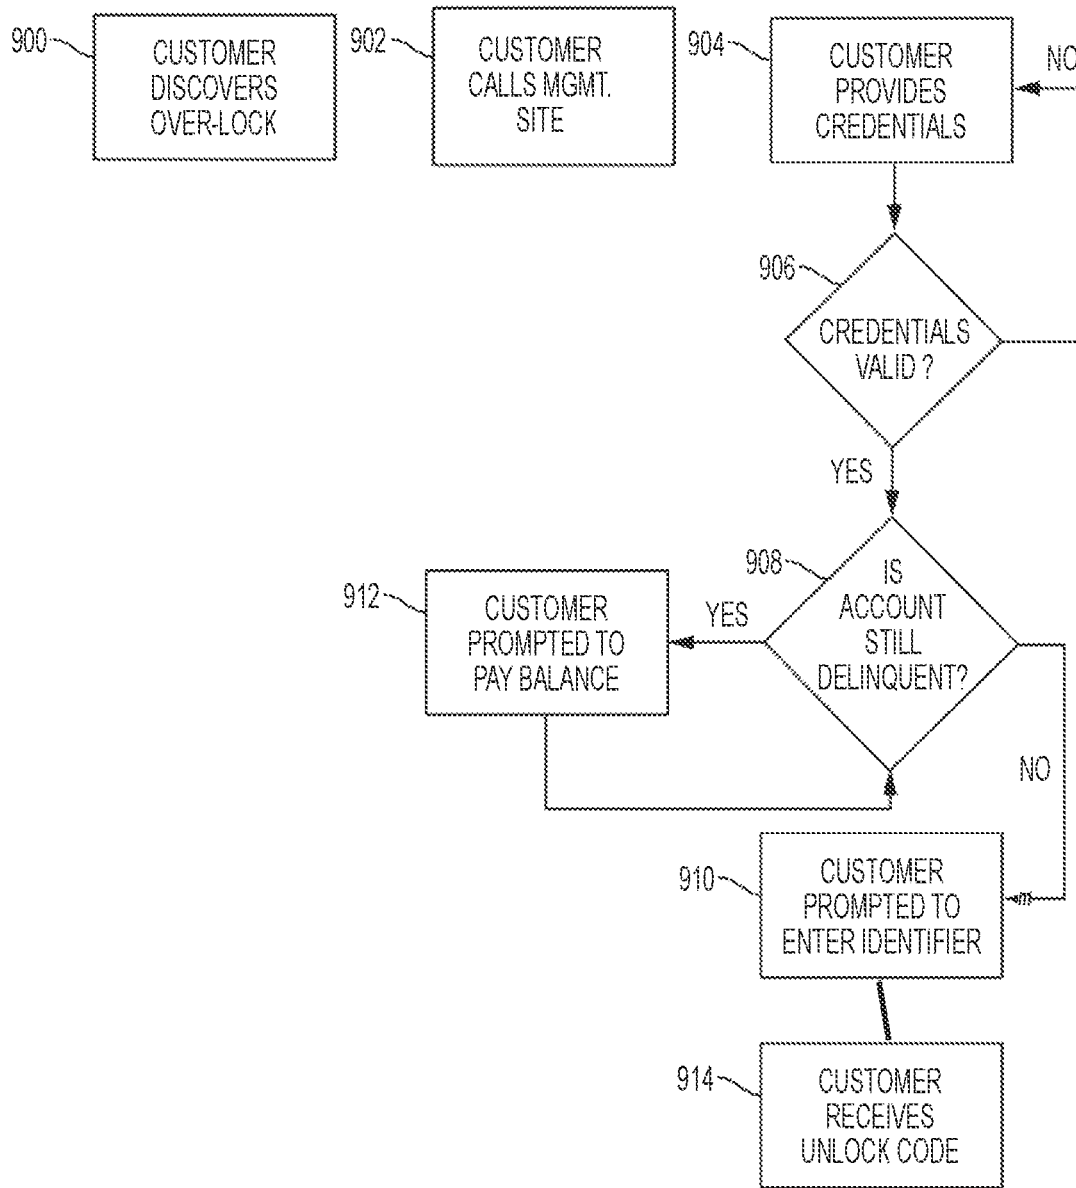 900
CUSTOMER
DISCOVERS
OVER-LOCK
902
CUSTOMER
CALLS MGMT.
SITE
904
CUSTOMER
PROVIDES
CREDENTIALS
NO
906
CREDENTIALS
VALID ?
YES
908
IS
ACCOUNT
STILL
DELINQUENT?
YES
912
CUSTOMER
PROMPTED TO
PAY BALANCE
NO
910
CUSTOMER
PROMPTED TO
ENTER IDENTIFIER
914
CUSTOMER
RECEIVES
UNLOCK CODE